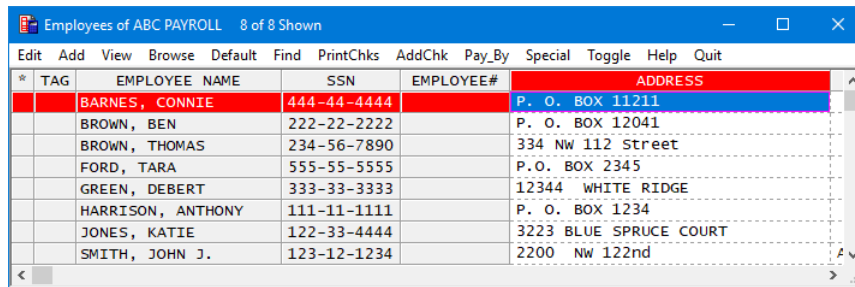 Employees of ABC PAYROLL 8 of 8 Shown
Edit Add View Browse Default Find PrintChks AddChk Pay_By Special Toggle Help Quit
* TAG EMPLOYEE NAME SSN EMPLOYEE# ADDRESS
BARNES, CONNIE 444-44-4444 P. O. BOX 11211
BROWN, BEN 222-22-2222 P. O. BOX 12041
BROWN, THOMAS 234-56-7890 334 NW 112 Street
FORD, TARA 555-55-5555 P.O. BOX 2345
GREEN, DEBERT 333-33-3333 12344 WHITE RIDGE
HARRISON, ANTHONY 111-11-1111 P. O. BOX 1234
JONES, KATIE 122-33-4444 3223 BLUE SPRUCE COURT
SMITH, JOHN J. 123-12-1234 2200 NW 122nd